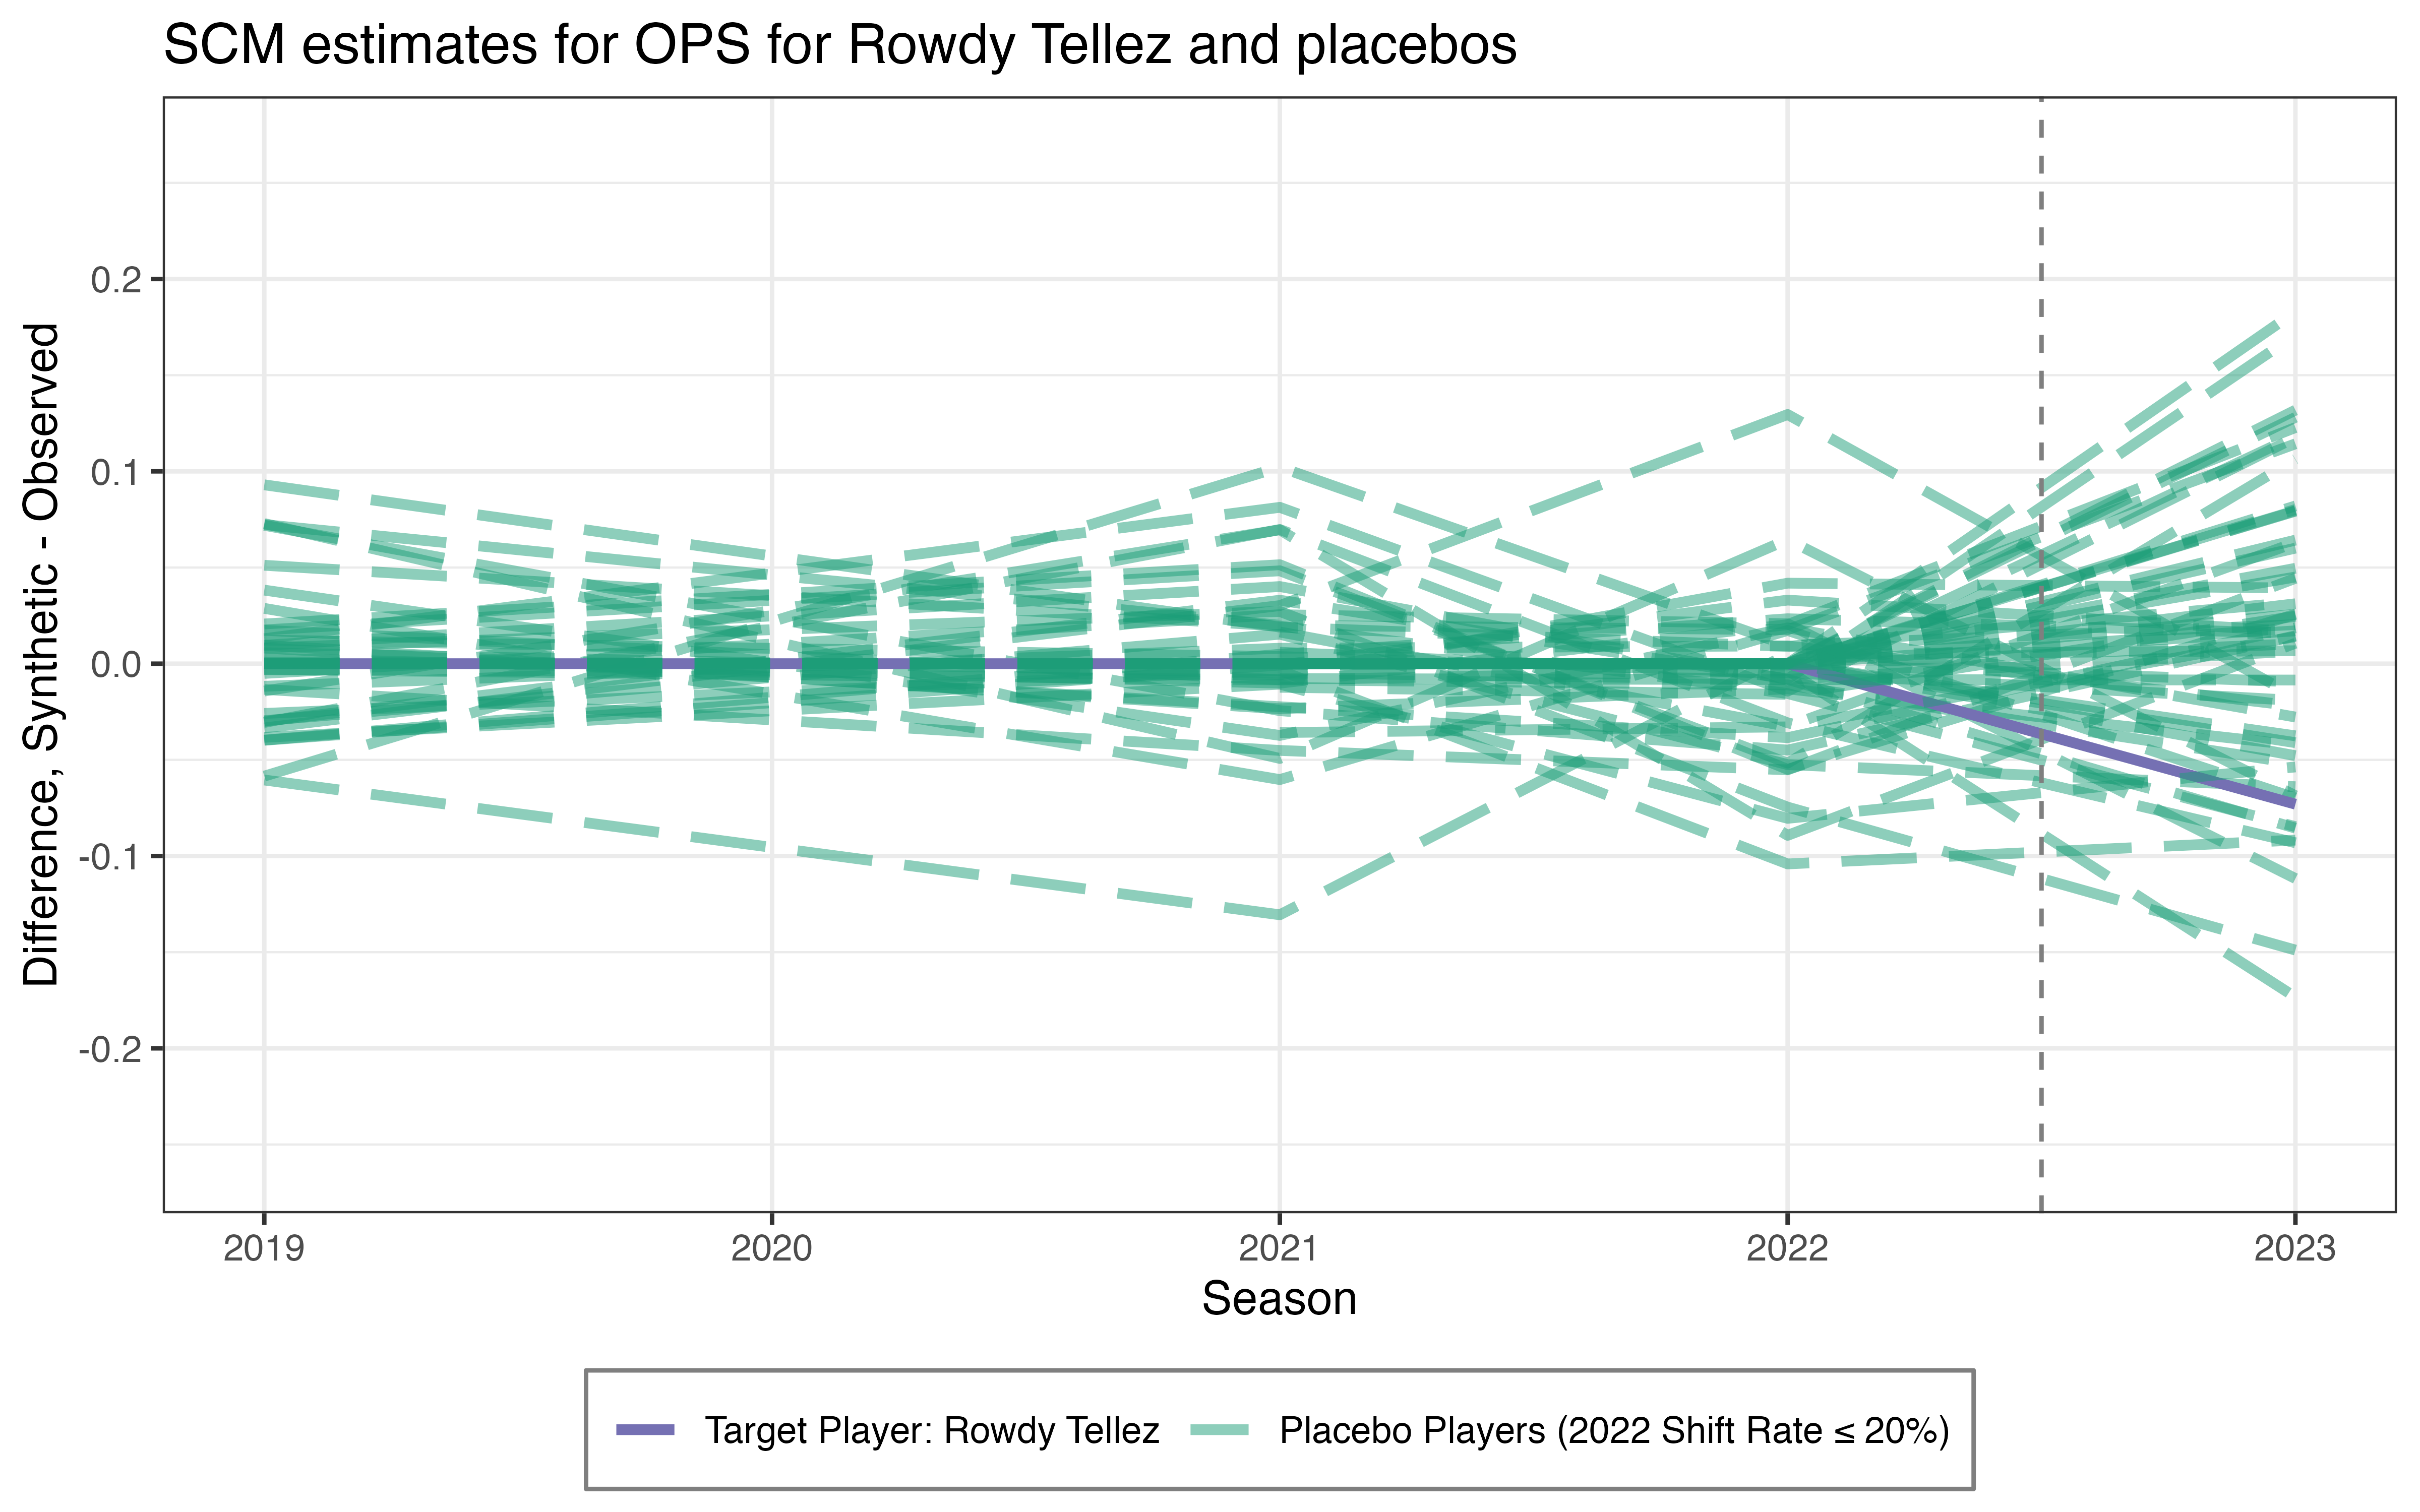 SCM estimates for OPS for Rowdy Tellez and placebos
Difference, Synthetic - Observed
0.2
0.1
0.0
-0.1
-0.2
2019 2020 2021 2022 2023
Season
Target Player: Rowdy Tellez Placebo Players (2022 Shift Rate ≤ 20%)